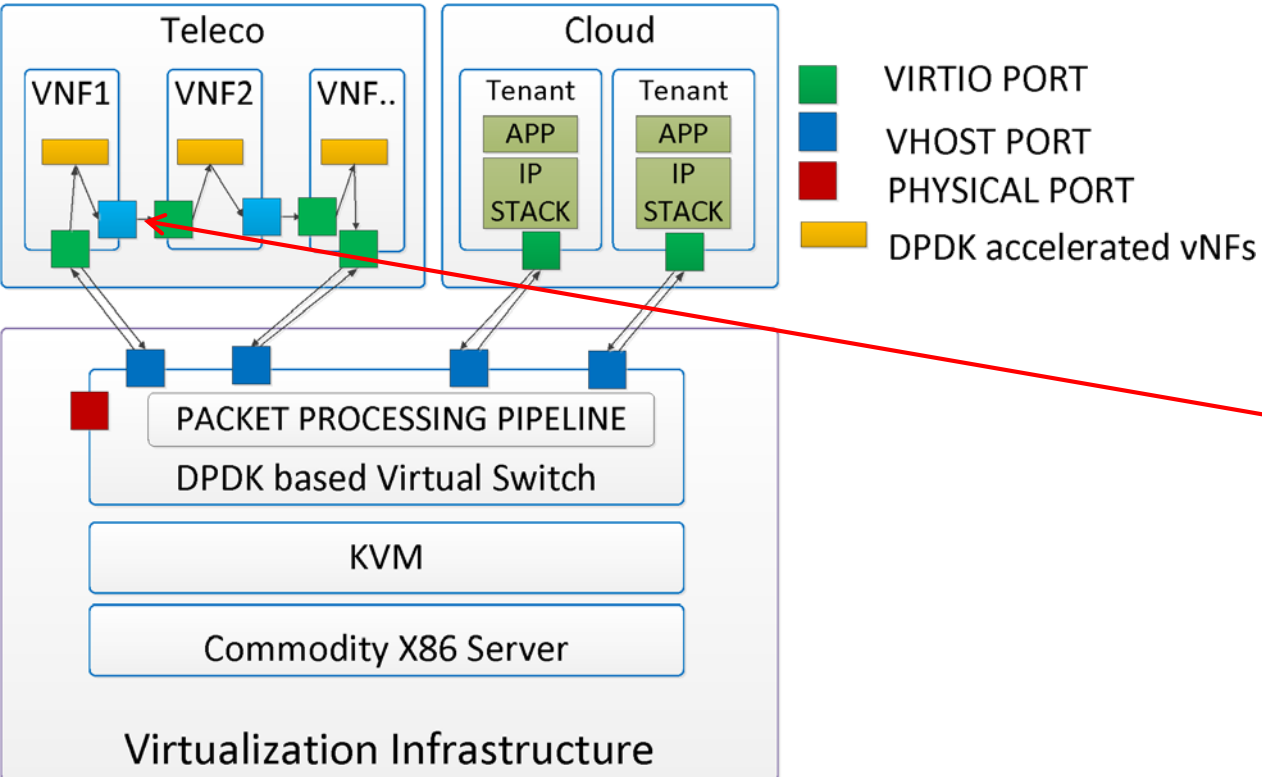 Teleco
Cloud
VNF1
VNF2
VNF..
Tenant
APP
IP
STACK
Tenant
APP
IP
STACK
VIRTIO PORT
VHOST PORT
PHYSICAL PORT
DPDK accelerated vNFs
PACKET PROCESSING PIPELINE
DPDK based Virtual Switch
KVM
Commodity X86 Server
Virtualization Infrastructure